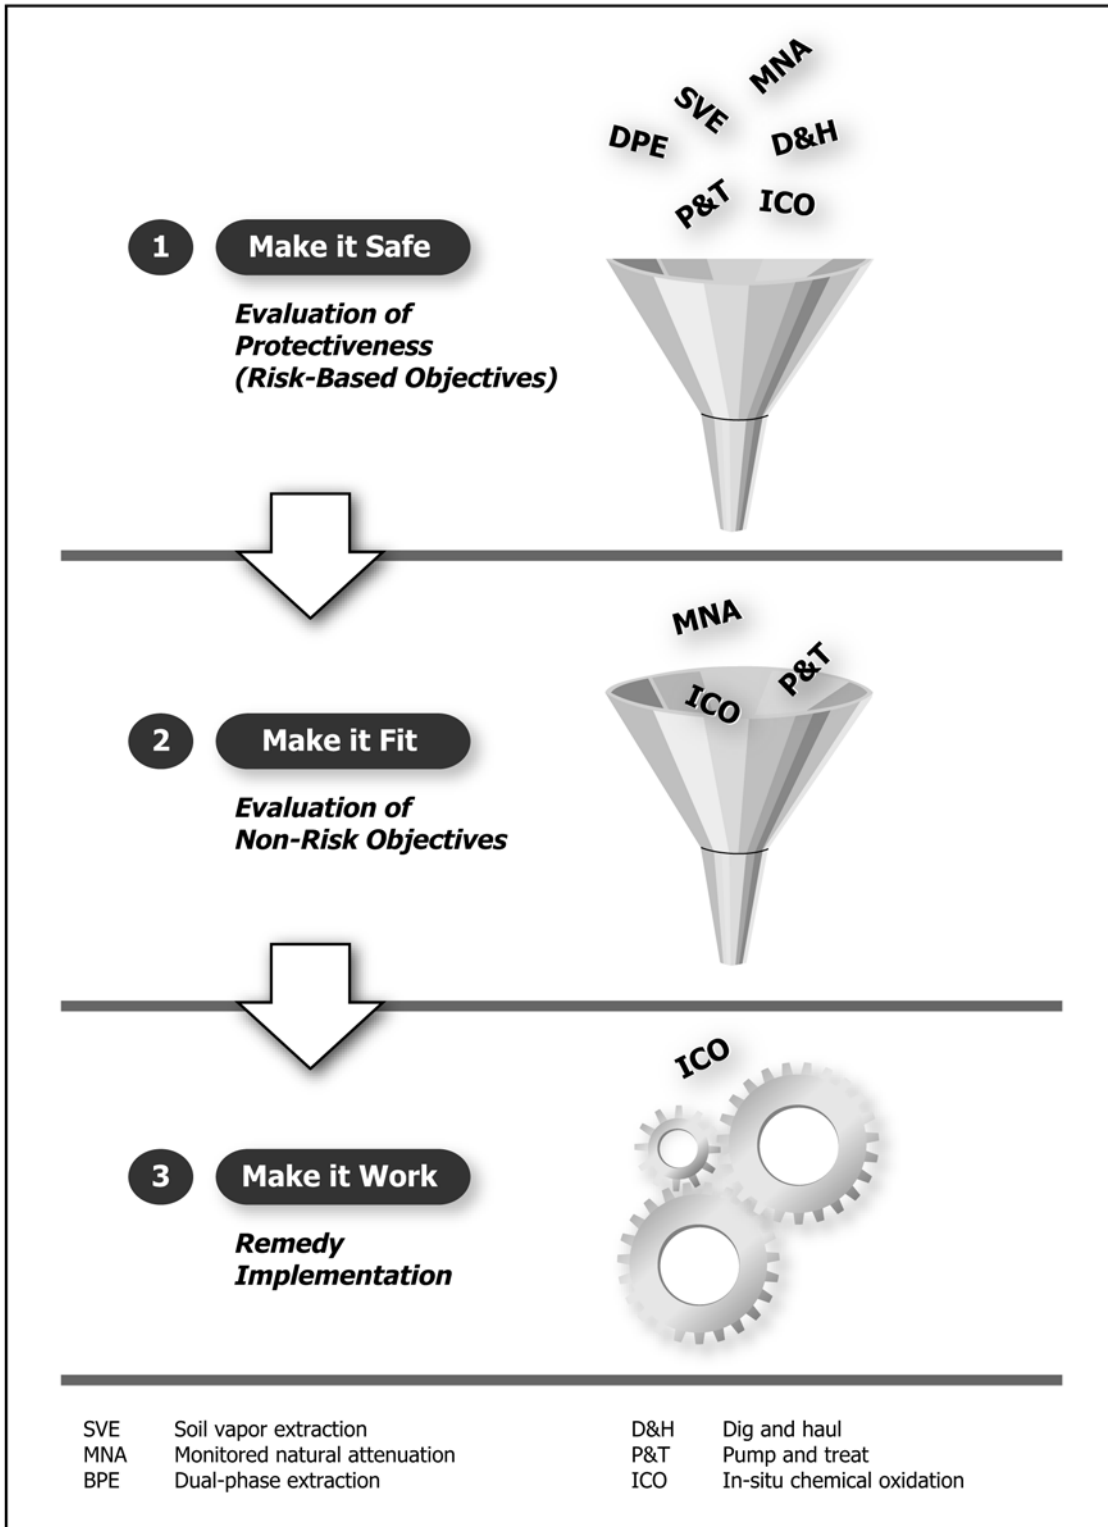 MNA
SVE
DPE
D&H
P&T
ICO
1
Make it Safe
Evaluation of
Protectiveness
(Risk-Based Objectives)
MNA
P&T
ICO
2
Make it Fit
Evaluation of
Non-Risk Objectives
ICO
3
Make it Work
Remedy
Implementation
SVE Soil vapor extraction
MNA Monitored natural attenuation
BPE Dual-phase extraction
D&H Dig and haul
P&T Pump and treat
ICO In-situ chemical oxidation